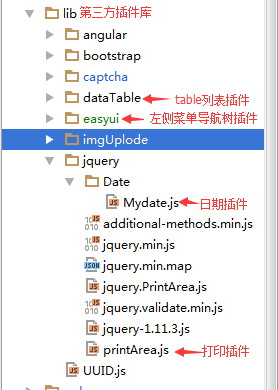 lib 第三方插件库
angular
bootstrap
captcha
dataTable table列表插件
easyui 左侧菜单导航树插件
imgUplode
jquery
Date
Mydate.js 日期插件
additional-methods.min.js
jquery.min.js
jquery.min.map
jquery.PrintArea.js
jquery.validate.min.js
jquery-1.11.3.js
printArea.js 打印插件
UUID.js